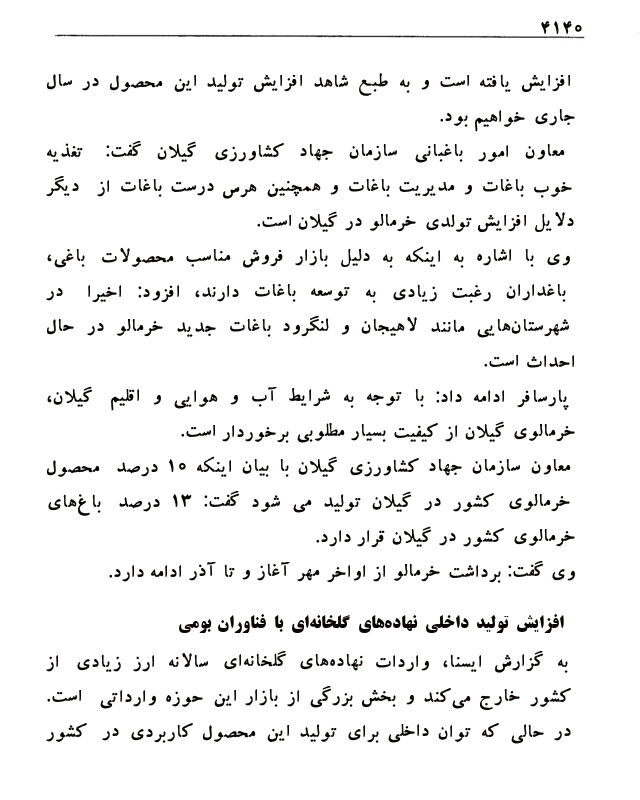 ۴۱۴۰
افزایش یافته است و به طبع شاهد افزایش تولید این محصول در سال
جاری خواهیم بود.
معاون امور باغبانی سازمان جهاد کشاورزی گیلان گفت: تغذیه
خوب باغات و مدیریت باغات و همچنین هرس درست باغات از دیگر
دلایل افزایش تولدی خرمالو در گیلان است.
وی با اشاره به اینکه به دلیل بازار فروش مناسب محصولات باغی،
باغداران رغبت زیادی به توسعه باغات دارند، افزود: اخیرا در
شهرستان‌هایی مانند لاهیجان و لنگرود باغات جدید خرمالو در حال
احداث است.
پارسافر ادامه داد: با توجه به شرایط آب و هوایی و اقلیم گیلان،
خرمالوی گیلان از کیفیت بسیار مطلوبی برخوردار است.
معاون سازمان جهاد کشاورزی گیلان با بیان اینکه ۱۰ درصد محصول
خرمالوی کشور در گیلان تولید می شود گفت: ۱۳ درصد باغ‌های
خرمالوی کشور در گیلان قرار دارد.
وی گفت: برداشت خرمالو از اواخر مهر آغاز و تا آذر ادامه دارد.
افزایش تولید داخلی نهاده‌های گلخانه‌ای با فناوران بومی
به گزارش ایسنا، واردات نهاده‌های گلخانه‌ای سالانه ارز زیادی از
کشور خارج می‌کند و بخش بزرگی از بازار این حوزه وارداتی است.
در حالی که توان داخلی برای تولید این محصول کاربردی در کشور